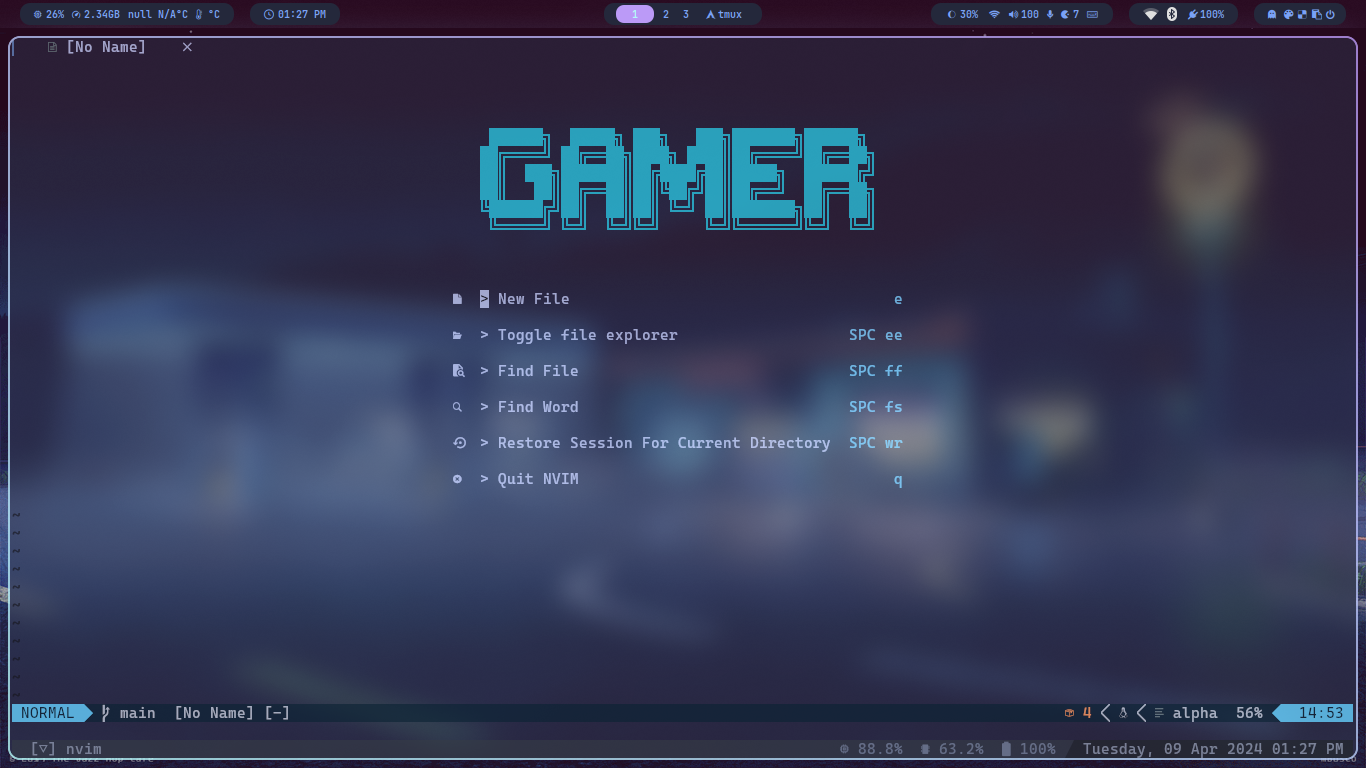 26% 2.34GB null N/A°C °C 01:27 PM 1 2 3 tmux 30% 100 7 100%
[No Name] ×
GAMER
> New File e
> Toggle file explorer SPC ee
> Find File SPC ff
> Find Word SPC fs
> Restore Session For Current Directory SPC wr
> Quit NVIM q
~
~
~
~
~
~
~
~
~
~
~
NORMAL main [No Name] [-] 4 alpha 56% 14:53
[▽] nvim 88.8% 63.2% 100% Tuesday, 09 Apr 2024 01:27 PM